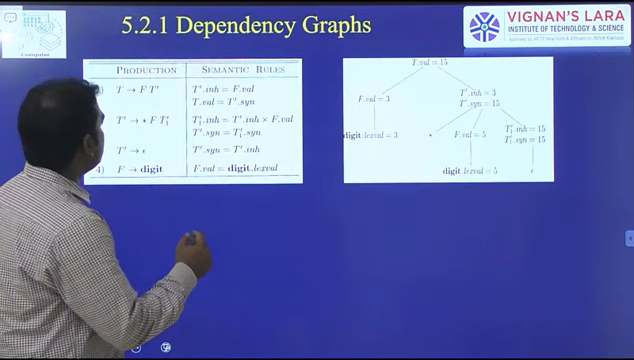 5.2.1 Dependency Graphs
VIGNAN'S LARA
INSTITUTE OF TECHNOLOGY & SCIENCE
Computer
PRODUCTION SEMANTIC RULES
T → F T′ T′.inh = F.val
T.val = T′.syn
T′ → * F T′₁ T′₁.inh = T′.inh × F.val
T′.syn = T′₁.syn
T′ → ϵ T′.syn = T′.inh
4) F → digit F.val = digit.lexval
T.val = 15
F.val = 3 T′.inh = 3
T′.syn = 15
digit.lexval = 3 * F.val = 5 T′₁.inh = 15
T′₁.syn = 15
digit.lexval = 5 ϵ